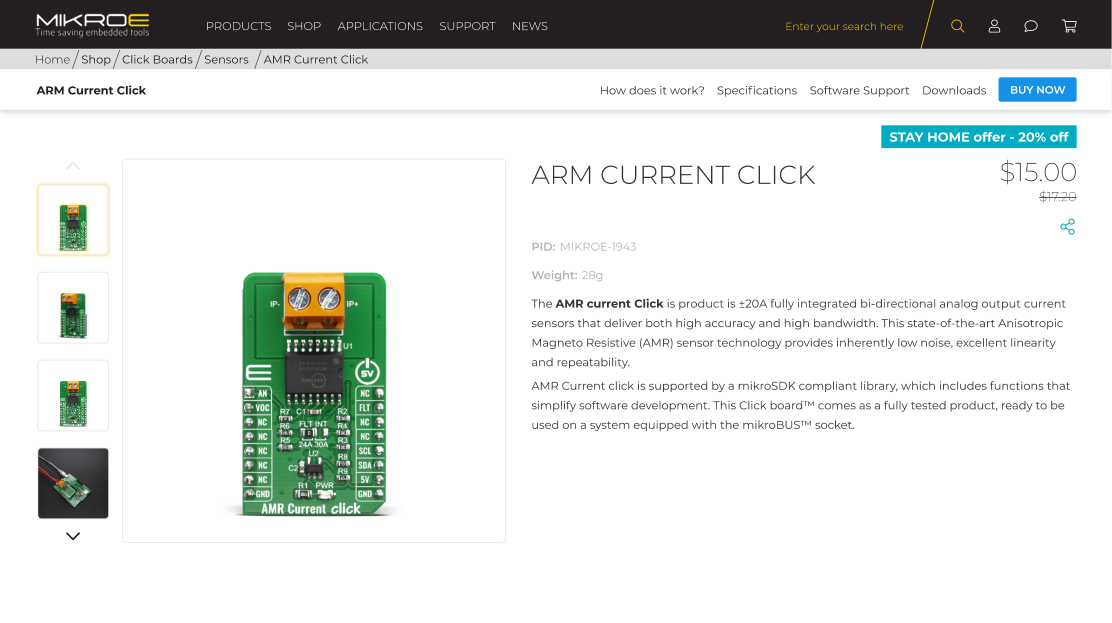 MIKROE
Time saving embedded tools
PRODUCTS SHOP APPLICATIONS SUPPORT NEWS
Enter your search here
Home / Shop / Click Boards / Sensors / AMR Current Click
ARM Current Click
How does it work? Specifications Software Support Downloads BUY NOW
STAY HOME offer - 20% off
ARM CURRENT CLICK
$15.00
$17.20
PID: MIKROE-1943
Weight: 28g
The AMR current Click is product is ±20A fully integrated bi-directional analog output current
sensors that deliver both high accuracy and high bandwidth. This state-of-the-art Anisotropic
Magneto Resistive (AMR) sensor technology provides inherently low noise, excellent linearity
and repeatability.
AMR Current click is supported by a mikroSDK compliant library, which includes functions that
simplify software development. This Click board™ comes as a fully tested product, ready to be
used on a system equipped with the mikroBUS™ socket.
IP- IP+
U1
5V
AN NC
VOC FLT
R7 C1 R2
NC NC
R6 R4
FLT INT
NC NC
R5 R3
24A 30A
NC SCL
U2
R8
NC SDA
C2
R9
NC 5V
R1 PWR
GND GND
AMR Current click